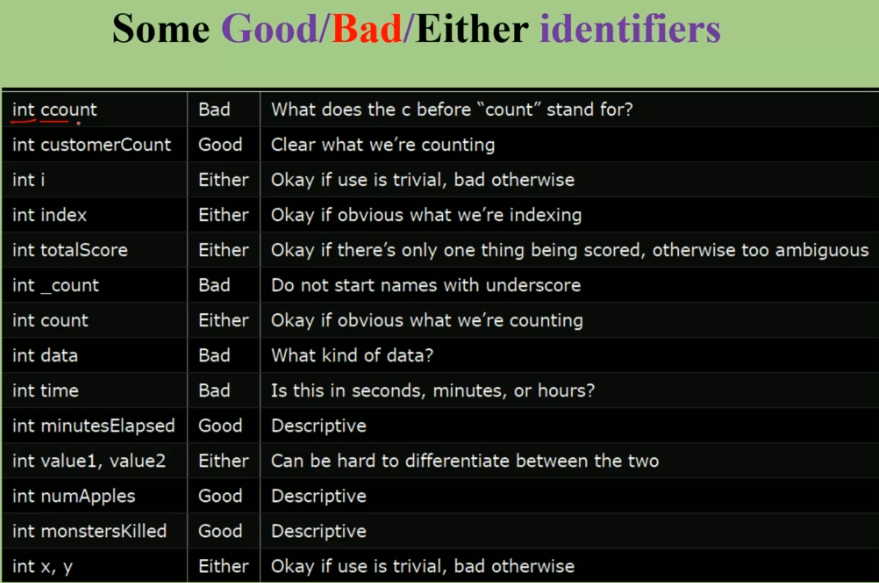 Some Good/Bad/Either identifiers
int ccount Bad What does the c before “count” stand for?
int customerCount Good Clear what we’re counting
int i Either Okay if use is trivial, bad otherwise
int index Either Okay if obvious what we’re indexing
int totalScore Either Okay if there’s only one thing being scored, otherwise too ambiguous
int _count Bad Do not start names with underscore
int count Either Okay if obvious what we’re counting
int data Bad What kind of data?
int time Bad Is this in seconds, minutes, or hours?
int minutesElapsed Good Descriptive
int value1, value2 Either Can be hard to differentiate between the two
int numApples Good Descriptive
int monstersKilled Good Descriptive
int x, y Either Okay if use is trivial, bad otherwise